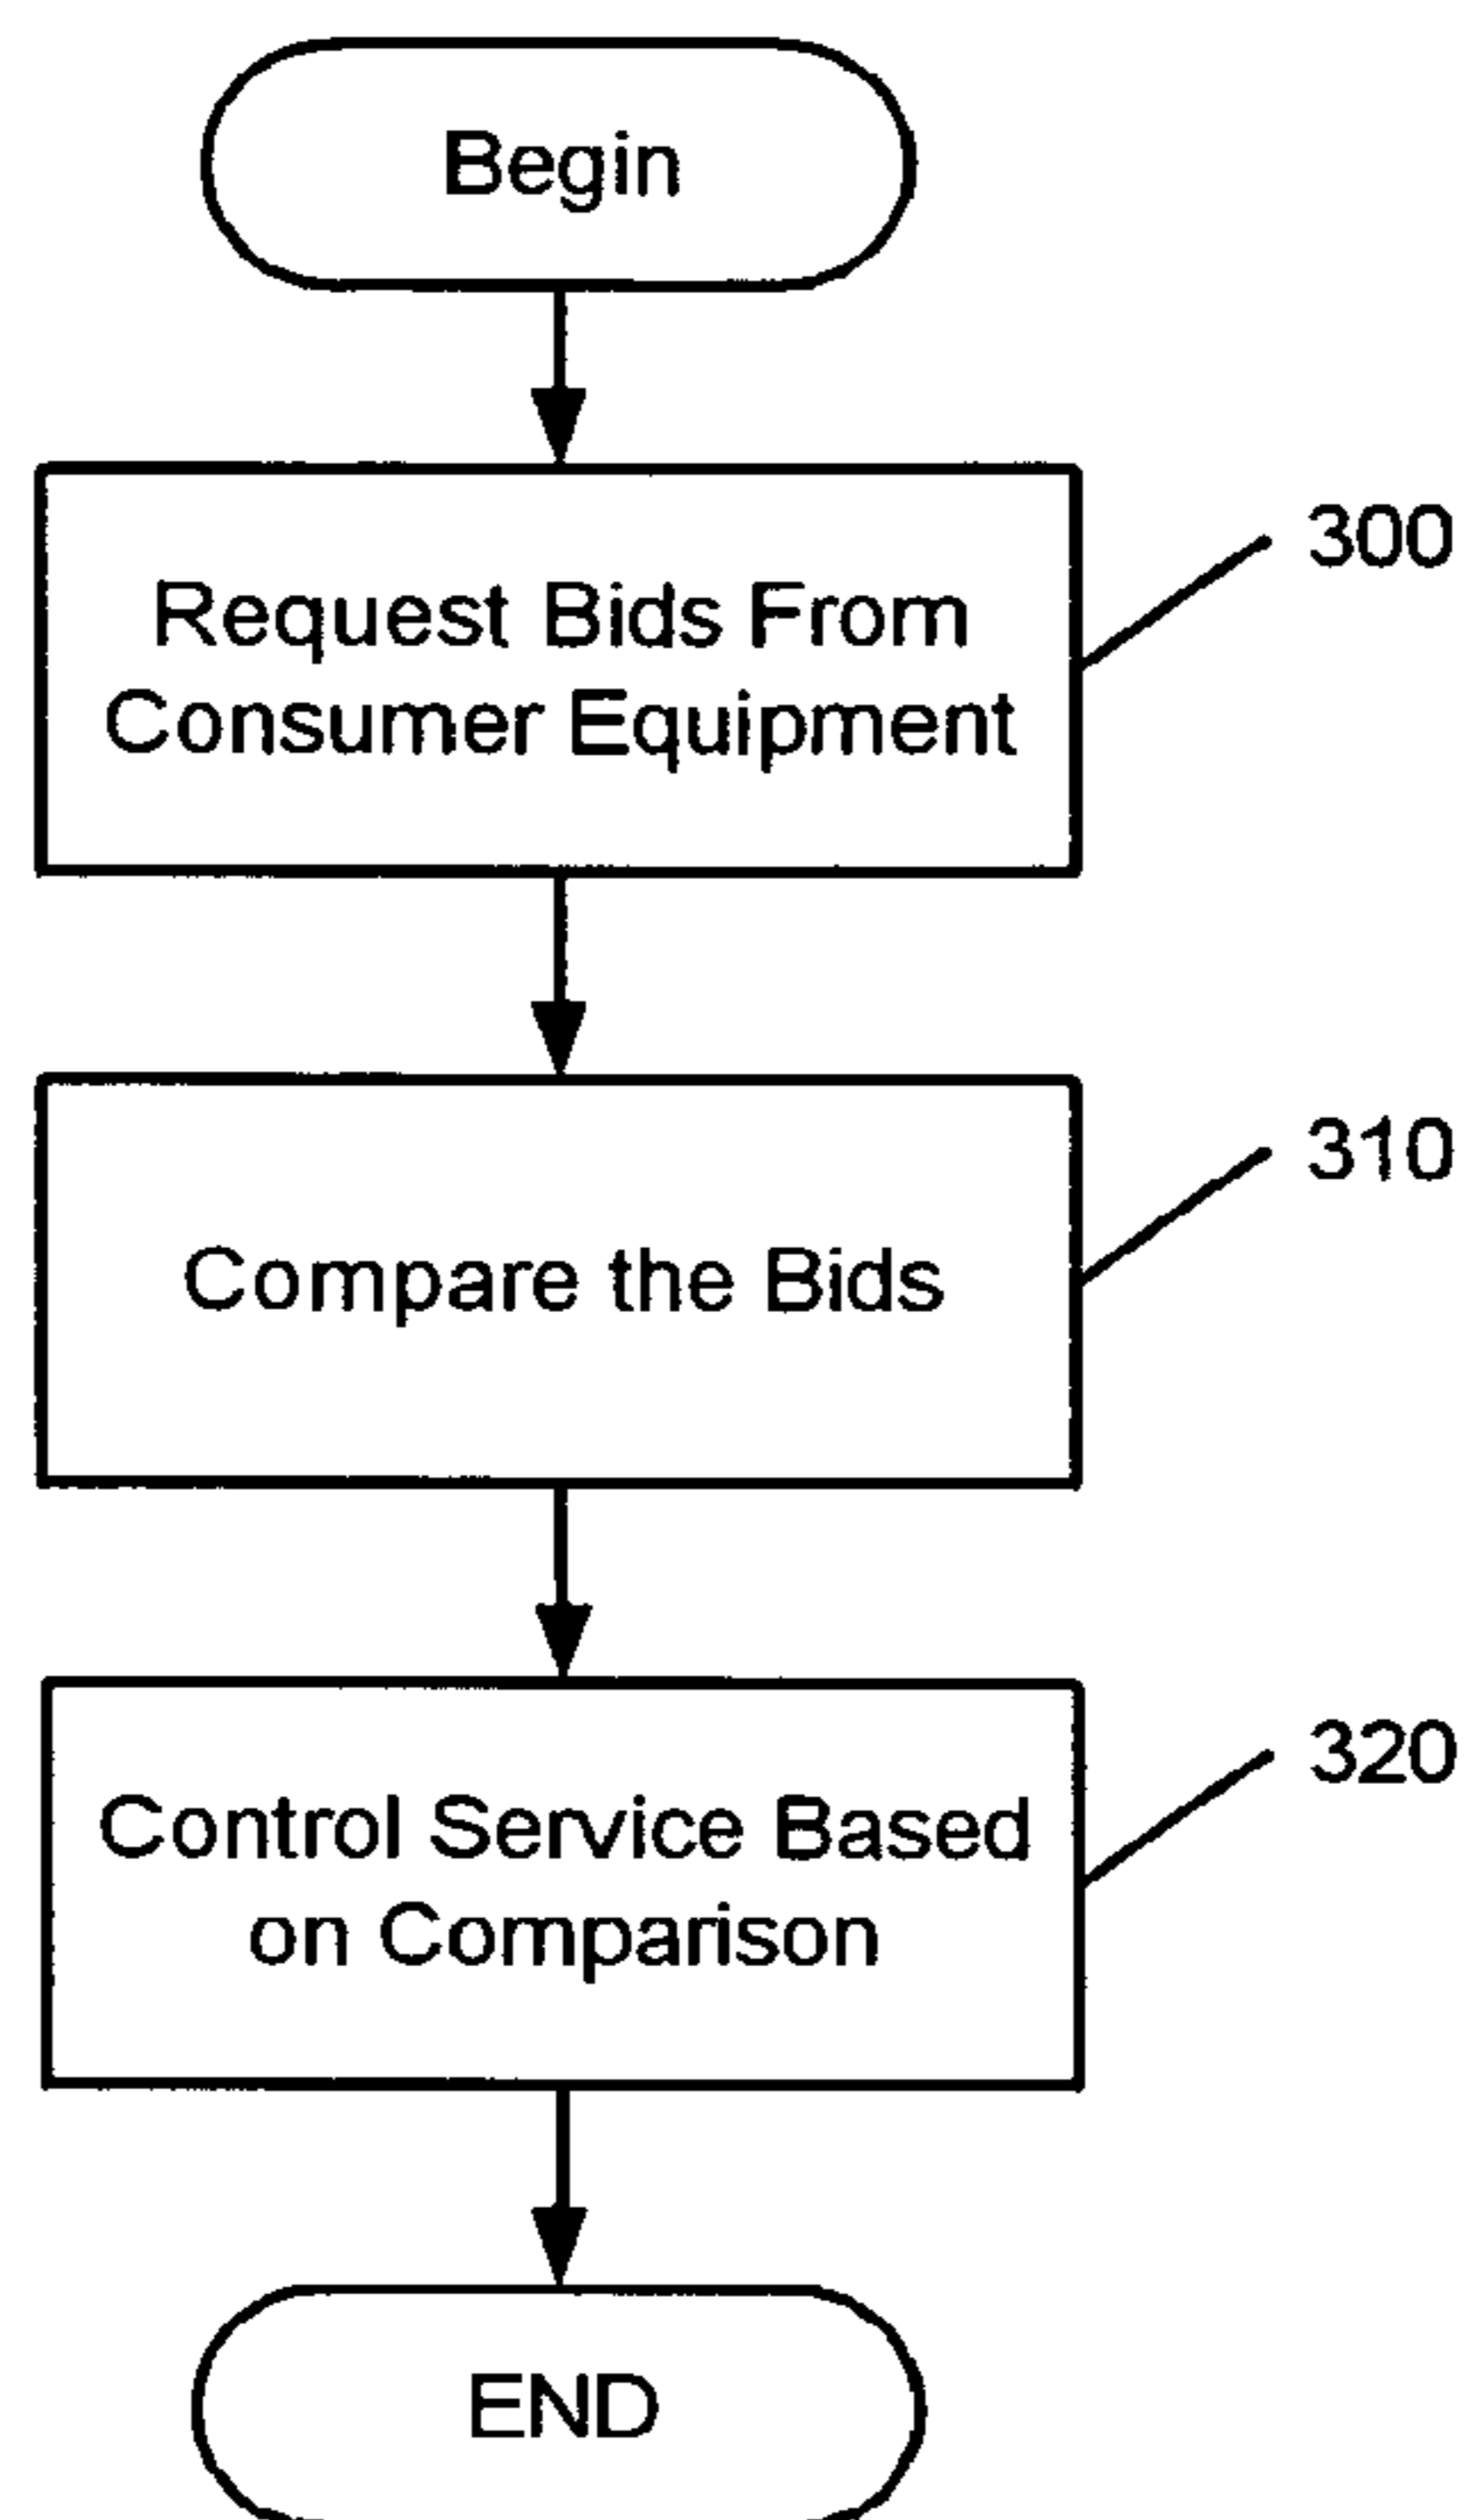 Begin
Request Bids From
Consumer Equipment
300
Compare the Bids
310
Control Service Based
on Comparison
320
END